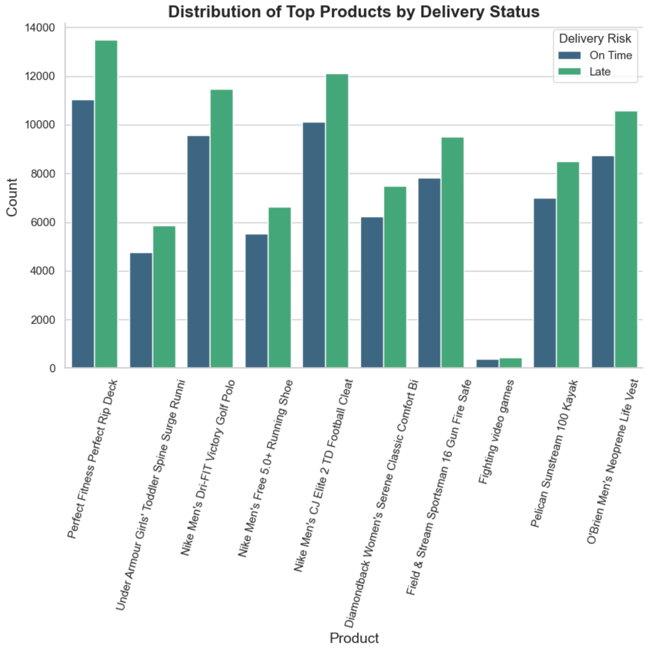 Distribution of Top Products by Delivery Status
Delivery Risk
On Time
Late
Count
14000
12000
10000
8000
6000
4000
2000
0
Perfect Fitness Perfect Rip Deck
Under Armour Girls' Toddler Spine Surge Runni
Nike Men's Dri-FIT Victory Golf Polo
Nike Men's Free 5.0+ Running Shoe
Nike Men's CJ Elite 2 TD Football Cleat
Diamondback Women's Serene Classic Comfort Bi
Field & Stream Sportsman 16 Gun Fire Safe
Fighting video games
Pelican Sunstream 100 Kayak
O'Brien Men's Neoprene Life Vest
Product